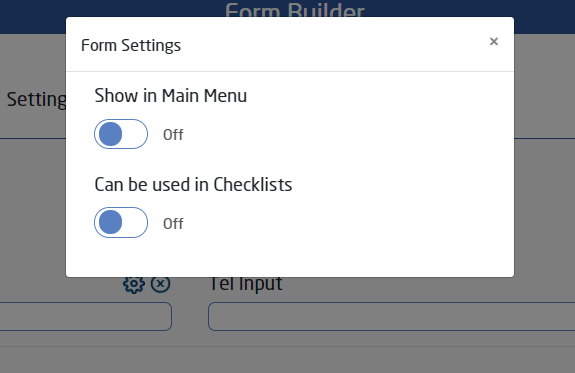 Form Builder
Form Settings
×
Setting
Show in Main Menu
Off
Can be used in Checklists
Off
Tel Input